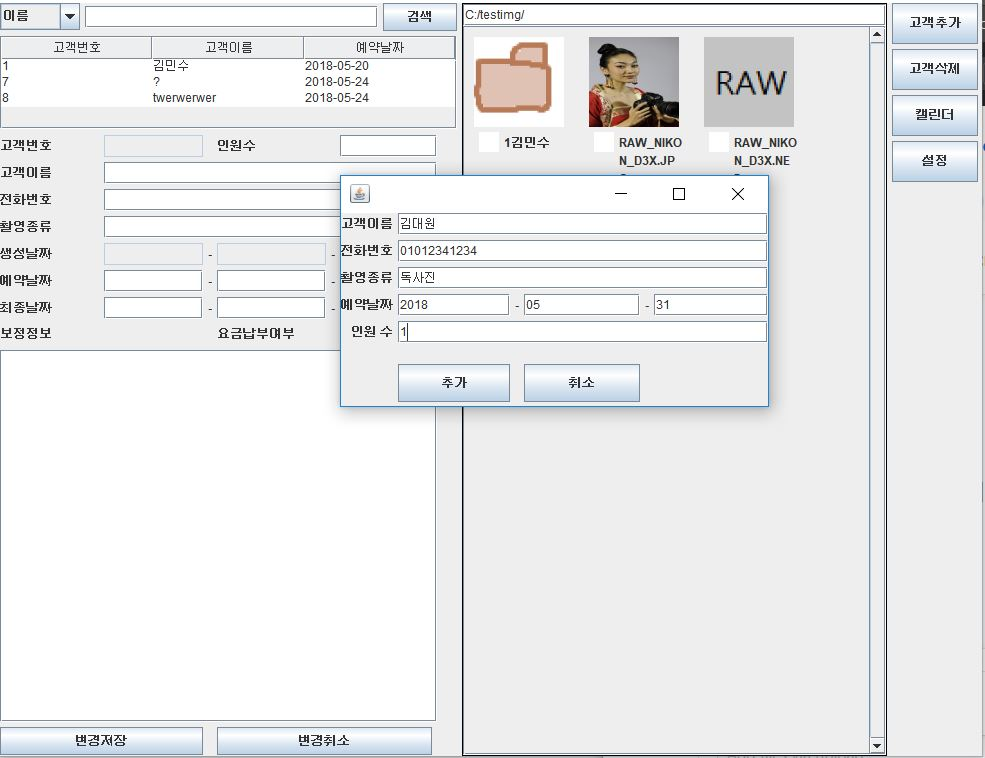 이름
검색
고객번호 고객이름 예약날짜
1 김민수 2018-05-20
7 ? 2018-05-24
8 twerwerwer 2018-05-24
고객번호 인원수
고객이름
전화번호
촬영종류
생성날짜 - -
예약날짜 - -
최종날짜 - -
보정정보 요금납부여부
변경저장 변경취소
C:/testimg/
RAW
1김민수
RAW_NIKO
N_D3X.JP
RAW_NIKO
N_D3X.NE
고객이름 김대원
전화번호 01012341234
촬영종류 독사진
예약날짜 2018 - 05 - 31
인원 수 1
추가 취소
고객추가
고객삭제
캘린더
설정